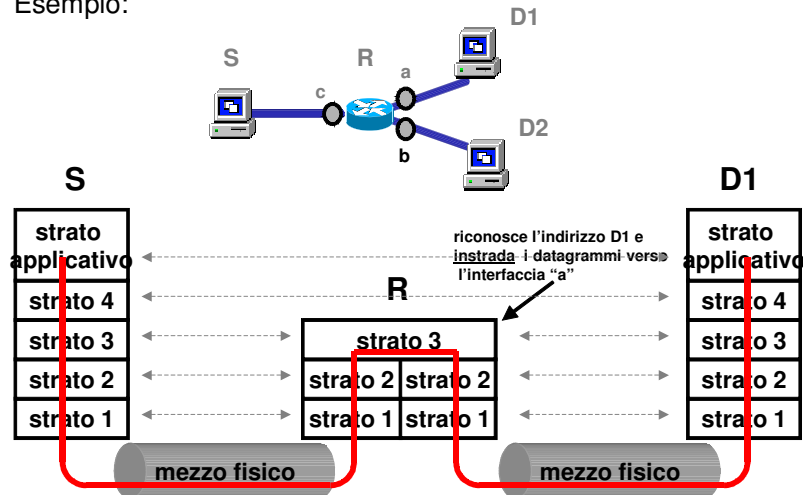 Esempio:
D1
S
R
a
c
D2
b
S
D1
strato
applicativo
riconosce l'indirizzo D1 e
instrada i datagrammi verso
l'interfaccia "a"
strato
applicativo
R
strato 4
strato 4
strato 3
strato 3
strato 3
strato 2
strato 2
strato 2
strato 2
strato 1
strato 1
strato 1
strato 1
mezzo fisico
mezzo fisico